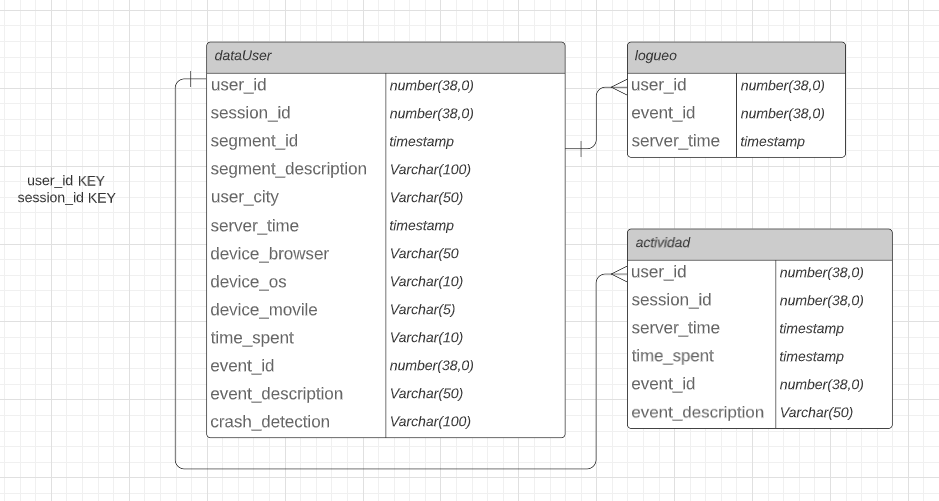 user_id KEY
session_id KEY
dataUser
user_id number(38,0)
session_id number(38,0)
segment_id timestamp
segment_description Varchar(100)
user_city Varchar(50)
server_time timestamp
device_browser Varchar(50
device_os Varchar(10)
device_movile Varchar(5)
time_spent Varchar(10)
event_id number(38,0)
event_description Varchar(50)
crash_detection Varchar(100)
logueo
user_id number(38,0)
event_id number(38,0)
server_time timestamp
actividad
user_id number(38,0)
session_id number(38,0)
server_time timestamp
time_spent timestamp
event_id number(38,0)
event_description Varchar(50)